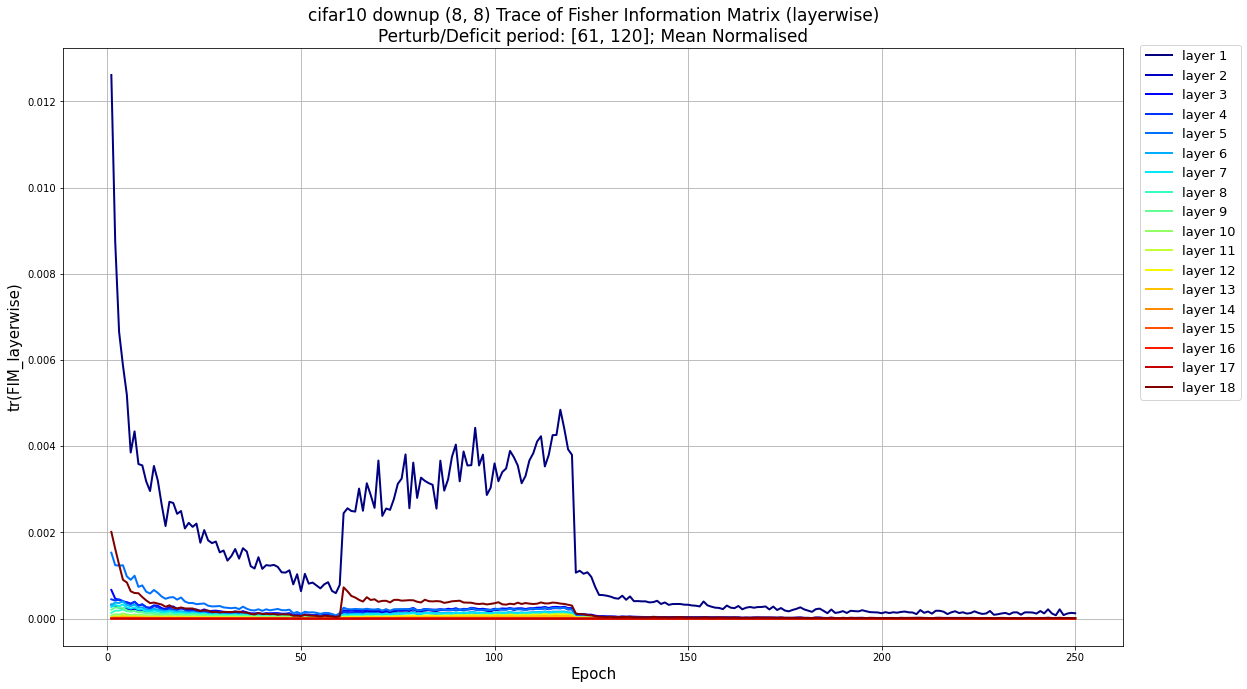 cifar10 downup (8, 8) Trace of Fisher Information Matrix (layerwise)
Perturb/Deficit period: [61, 120]; Mean Normalised
tr(FIM_layerwise)
0.012
0.010
0.008
0.006
0.004
0.002
0.000
0
50
100
150
200
250
Epoch
layer 1
layer 2
layer 3
layer 4
layer 5
layer 6
layer 7
layer 8
layer 9
layer 10
layer 11
layer 12
layer 13
layer 14
layer 15
layer 16
layer 17
layer 18